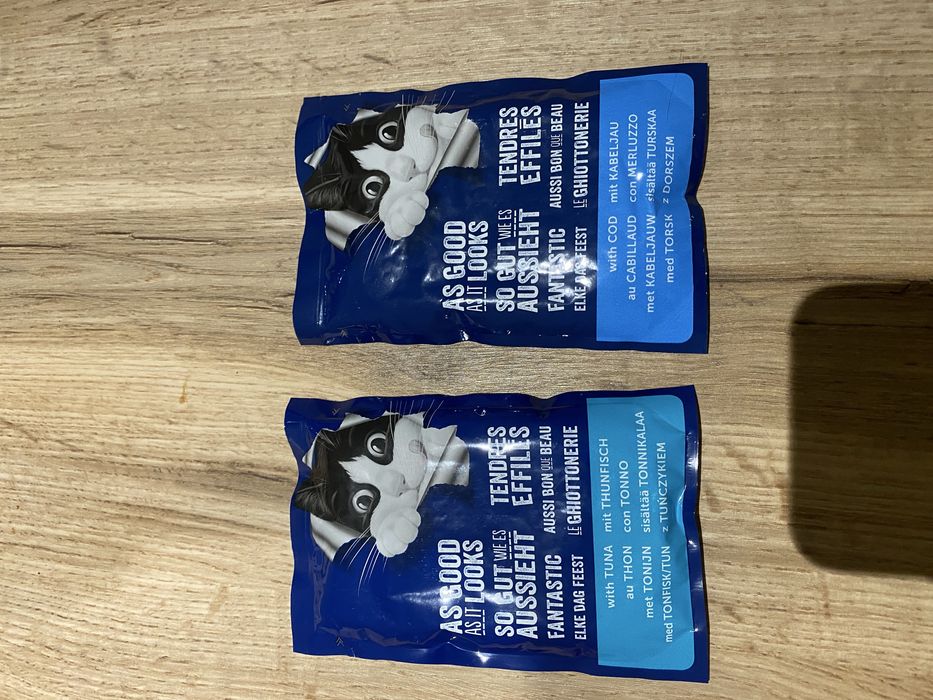 AS GOOD
AS IT LOOKS
SO GUT WIE ES
AUSSIEHT
FANTASTIC
ELKE DAG FEEST
TENDRES
EFFILÉS
AUSSI BON QUE BEAU
LE GHIOTTONERIE
with COD mit KABELJAU
au CABILLAUD con MERLUZZO
met KABELJAUW sisältää TURSKAA
med TORSK z DORSZEM
AS GOOD
AS IT LOOKS
SO GUT WIE ES
AUSSIEHT
FANTASTIC
ELKE DAG FEEST
TENDRES
EFFILÉS
AUSSI BON QUE BEAU
LE GHIOTTONERIE
with TUNA mit THUNFISCH
au THON con TONNO
met TONIJN sisältää TONNIKALAA
med TONFISK/TUN z TUŃCZYKIEM